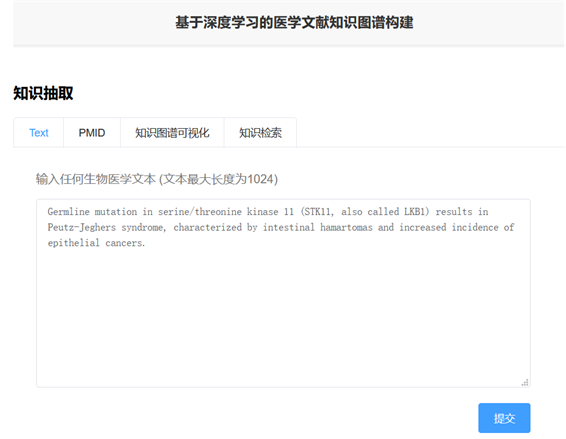 基于深度学习的医学文献知识图谱构建
知识抽取
Text PMID 知识图谱可视化 知识检索
输入任何生物医学文本 (文本最大长度为1024)
Germline mutation in serine/threonine kinase 11 (STK11, also called LKB1) results in
Peutz-Jeghers syndrome, characterized by intestinal hamartomas and increased incidence of
epithelial cancers.
提交